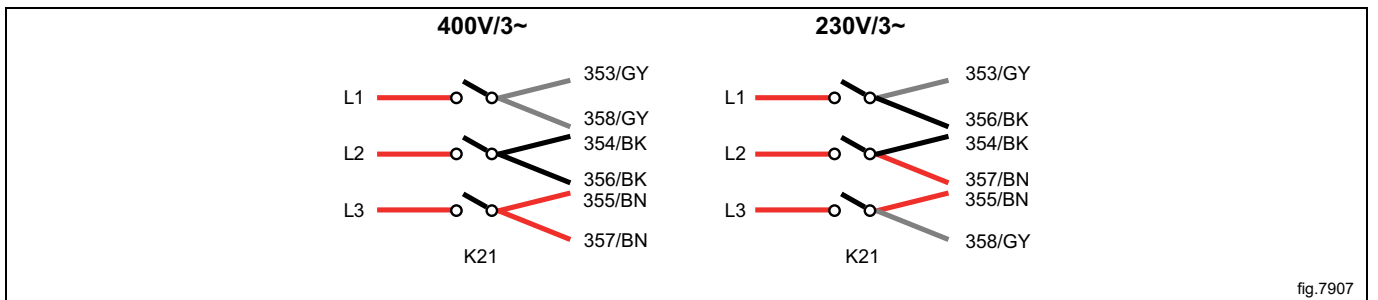 400V/3~ 230V/3~
353/GY 353/GY
L1 L1
358/GY 356/BK
354/BK 354/BK
L2 L2
356/BK 357/BN
355/BN 355/BN
L3 L3
357/BN 358/GY
K21 K21
fig.7907